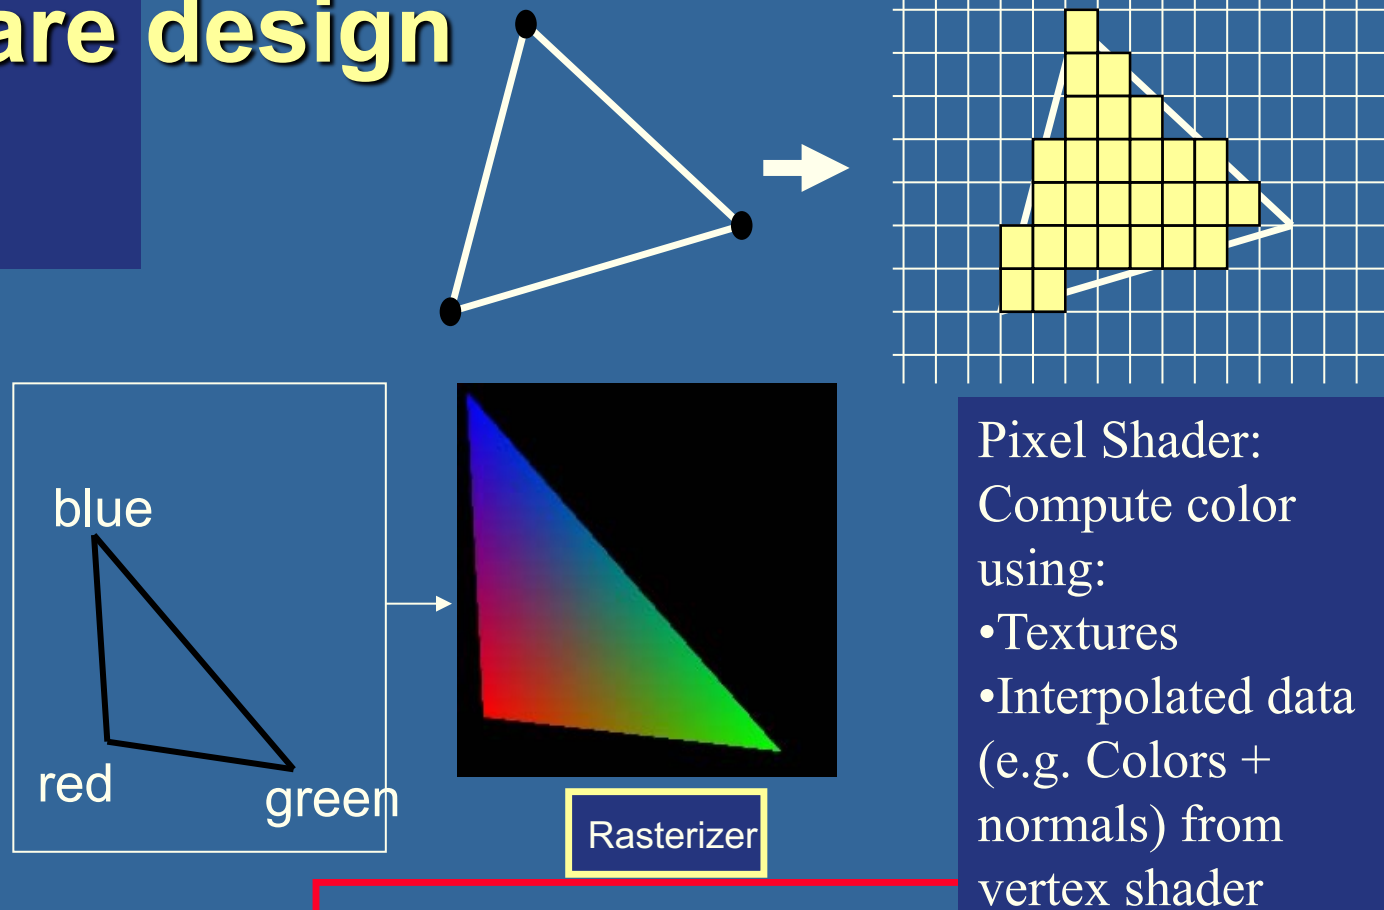 are design
blue
red
green
Rasterizer
Pixel Shader:
Compute color
using:
•Textures
•Interpolated data
(e.g. Colors +
normals) from
vertex shader